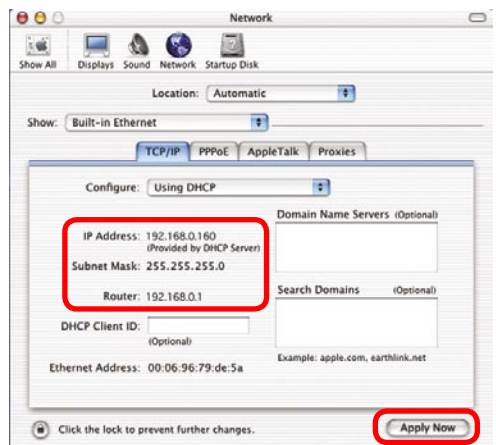 Network
Show All Displays Sound Network Startup Disk
Location: Automatic
Show: Built-in Ethernet
TCP/IP PPPoE AppleTalk Proxies
Configure: Using DHCP
Domain Name Servers (Optional)
IP Address: 192.168.0.160
(Provided by DHCP Server)
Subnet Mask: 255.255.255.0
Router: 192.168.0.1
Search Domains (Optional)
DHCP Client ID:
(Optional)
Example: apple.com, earthlink.net
Ethernet Address: 00:06:96:79:de:5a
Click the lock to prevent further changes.
Apply Now